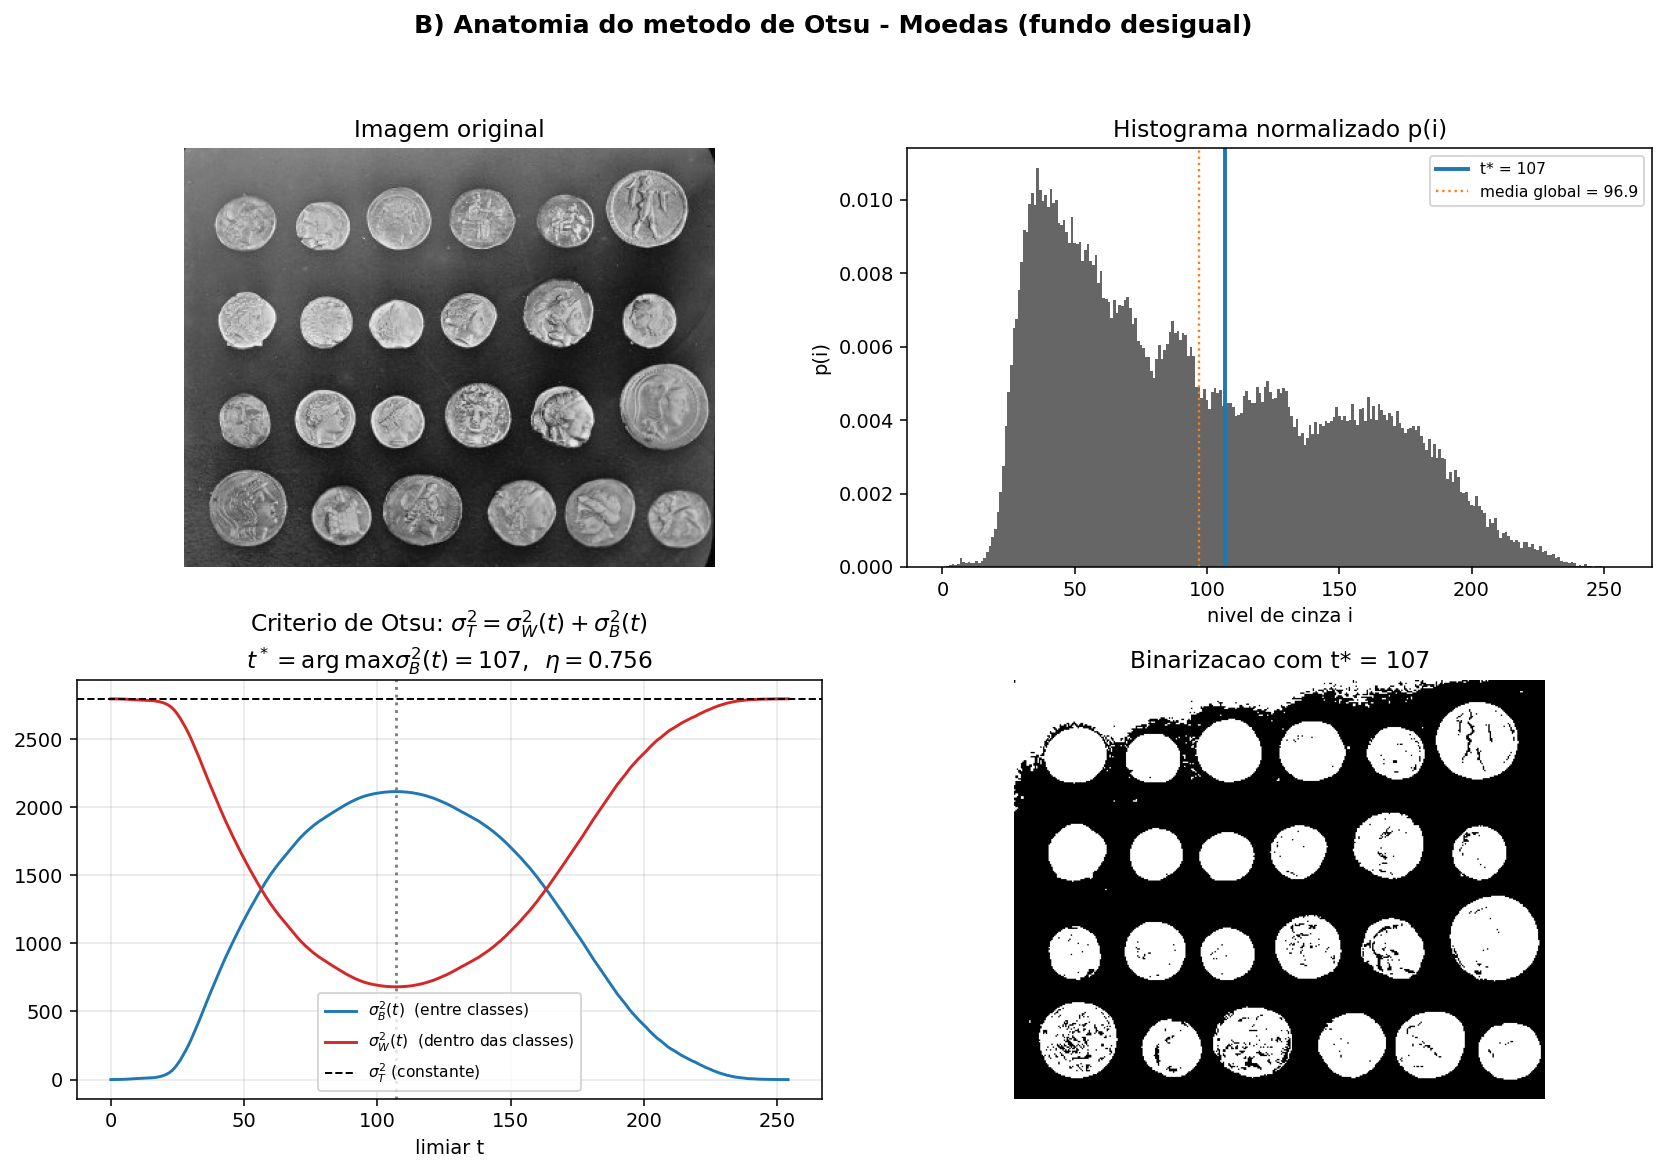 B) Anatomia do metodo de Otsu - Moedas (fundo desigual)
Imagem original
Histograma normalizado p(i)
t* = 107
media global = 96.9
p(i)
0.010
0.008
0.006
0.004
0.002
0.000
0 50 100 150 200 250
nivel de cinza i
Criterio de Otsu: σ²_T = σ²_W(t) + σ²_B(t)
t* = arg maxσ²_B(t) = 107, η = 0.756
2500
2000
1500
1000
500
0
σ²_B(t) (entre classes)
σ²_W(t) (dentro das classes)
σ²_T (constante)
0 50 100 150 200 250
limiar t
Binarizacao com t* = 107